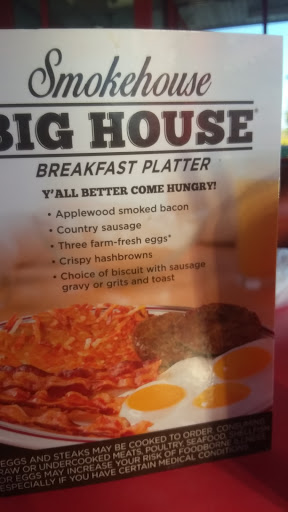 Smokehouse
BIG HOUSE
BREAKFAST PLATTER
Y'ALL BETTER COME HUNGRY!
• Applewood smoked bacon
• Country sausage
• Three farm-fresh eggs*
• Crispy hashbrowns
• Choice of biscuit with sausage
gravy or grits and toast
EGGS AND STEAKS MAY BE COOKED TO ORDER. CONSUMING
RAW OR UNDERCOOKED MEATS, POULTRY, SEAFOOD,
OR EGGS MAY INCREASE YOUR RISK OF FOODBORNE ILLNESS
ESPECIALLY IF YOU HAVE CERTAIN MEDICAL CONDITIONS.